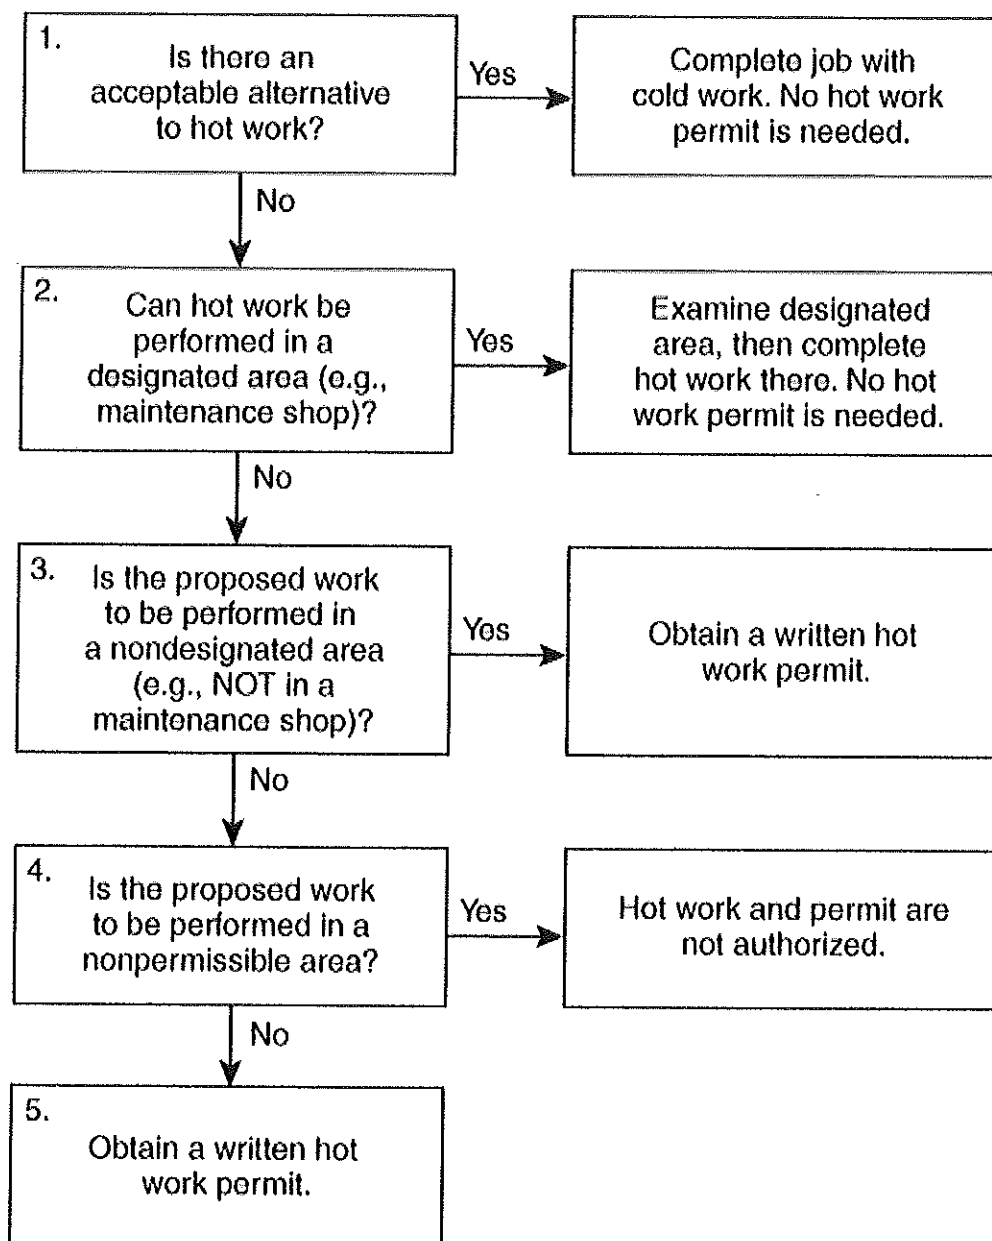 1.
Is there an
acceptable alternative
to hot work?
Yes
Complete job with
cold work. No hot work
permit is needed.
No
2.
Can hot work be
performed in a
designated area (e.g.,
maintenance shop)?
Yes
Examine designated
area, then complete
hot work there. No hot
work permit is needed.
No
3.
Is the proposed work
to be performed in
a nondesignated area
(e.g., NOT in a
maintenance shop)?
Yes
Obtain a written hot
work permit.
No
4.
Is the proposed work
to be performed in a
nonpermissible area?
Yes
Hot work and permit are
not authorized.
No
5.
Obtain a written hot
work permit.